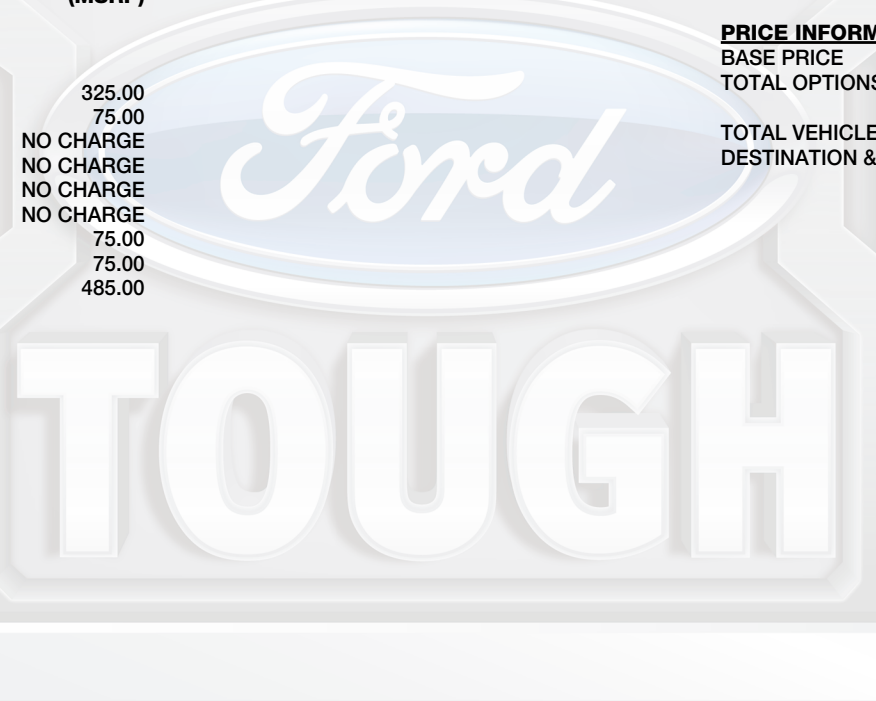 (MSRP)
325.00
75.00
NO CHARGE
NO CHARGE
NO CHARGE
NO CHARGE
75.00
75.00
485.00
PRICE INFORM
BASE PRICE
TOTAL OPTIONS
TOTAL VEHICLE
DESTINATION &
Ford
TOUGH